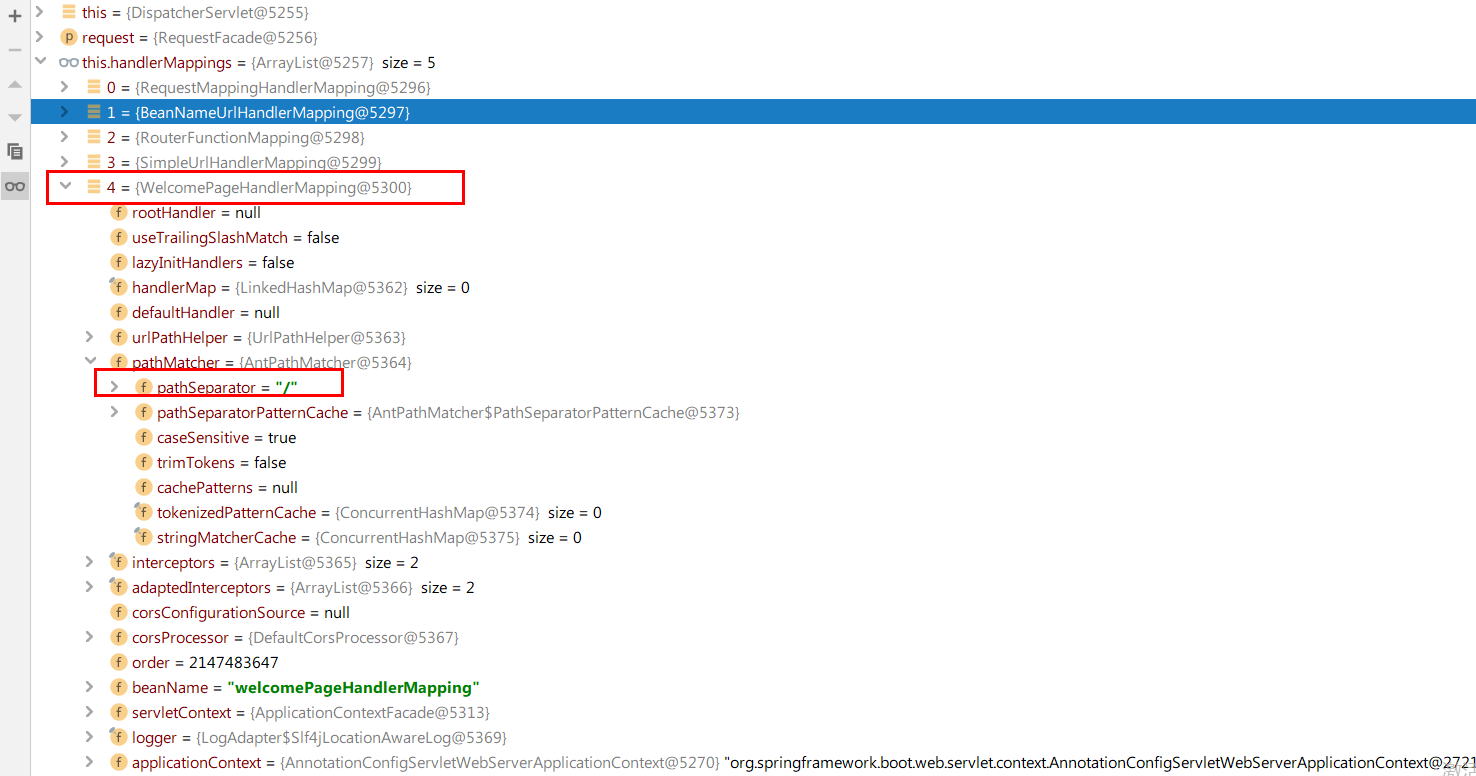 this = {DispatcherServlet@5255}
p request = {RequestFacade@5256}
this.handlerMappings = {ArrayList@5257} size = 5
0 = {RequestMappingHandlerMapping@5296}
1 = {BeanNameUrlHandlerMapping@5297}
2 = {RouterFunctionMapping@5298}
3 = {SimpleUrlHandlerMapping@5299}
4 = {WelcomePageHandlerMapping@5300}
f rootHandler = null
f useTrailingSlashMatch = false
f lazyInitHandlers = false
f handlerMap = {LinkedHashMap@5362} size = 0
f defaultHandler = null
f urlPathHelper = {UrlPathHelper@5363}
f pathMatcher = {AntPathMatcher@5364}
f pathSeparator = "/"
f pathSeparatorPatternCache = {AntPathMatcher$PathSeparatorPatternCache@5373}
f caseSensitive = true
f trimTokens = false
f cachePatterns = null
f tokenizedPatternCache = {ConcurrentHashMap@5374} size = 0
f stringMatcherCache = {ConcurrentHashMap@5375} size = 0
f interceptors = {ArrayList@5365} size = 2
f adaptedInterceptors = {ArrayList@5366} size = 2
f corsConfigurationSource = null
f corsProcessor = {DefaultCorsProcessor@5367}
f order = 2147483647
f beanName = "welcomePageHandlerMapping"
f servletContext = {ApplicationContextFacade@5313}
f logger = {LogAdapter$Slf4jLocationAwareLog@5369}
f applicationContext = {AnnotationConfigServletWebServerApplicationContext@5270} "org.springframework.boot.web.servlet.context.AnnotationConfigServletWebServerApplicationContext@2721